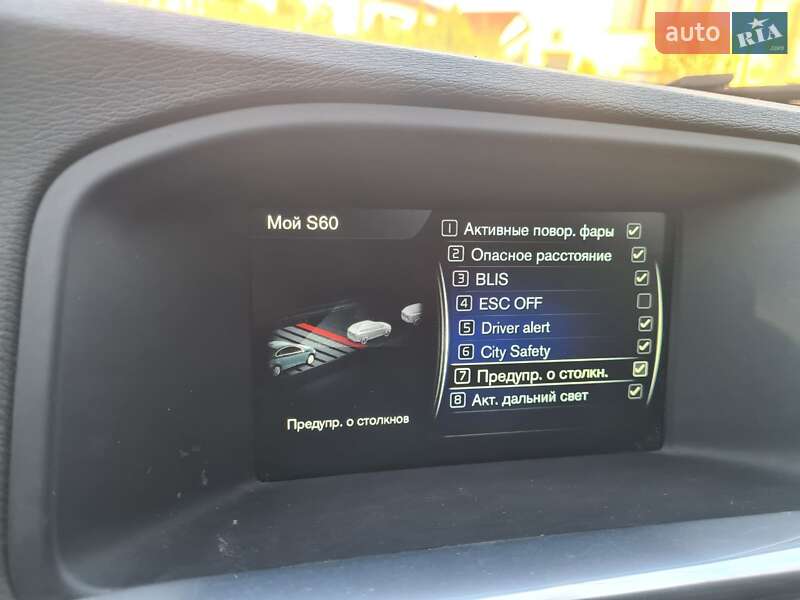 auto RIA .com
Мой S60
1 Активные повор. фары
2 Опасное расстояние
3 BLIS
4 ESC OFF
5 Driver alert
6 City Safety
7 Предупр. о столкн.
8 Акт. дальний свет
Предупр. о столкнов